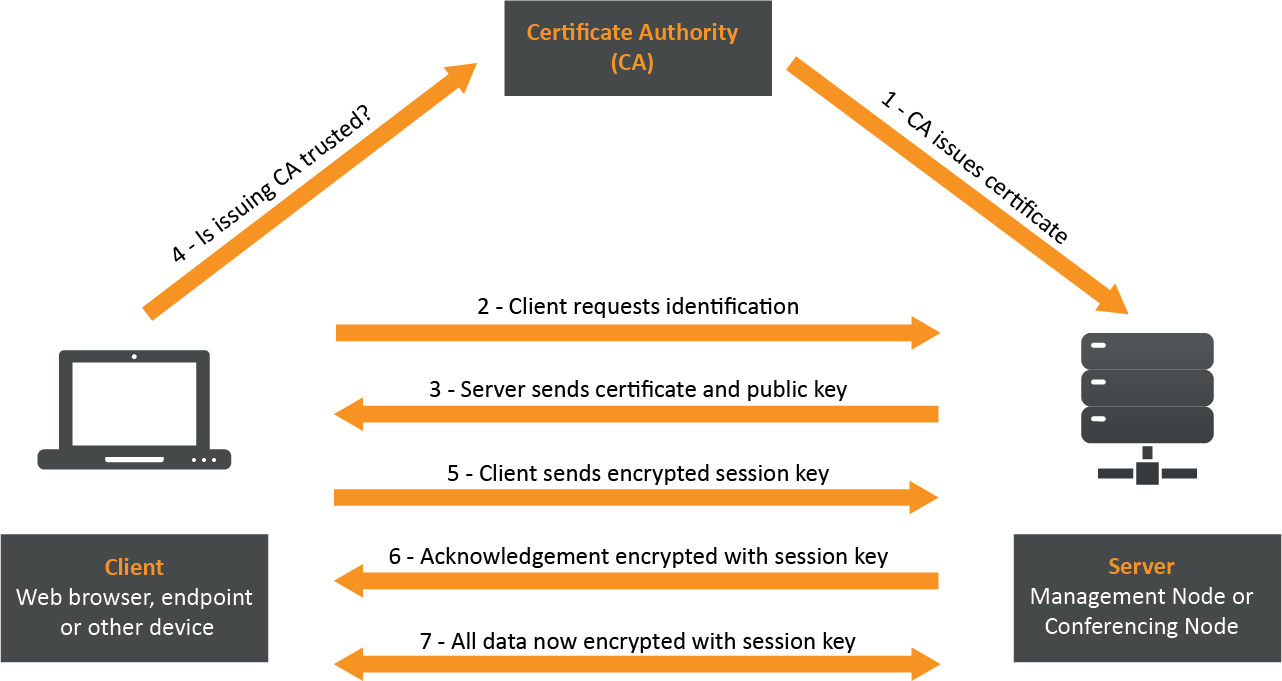 Certificate Authority
(CA)
1 - CA issues certificate
4 - Is issuing CA trusted?
2 - Client requests identification
3 - Server sends certificate and public key
5 - Client sends encrypted session key
6 - Acknowledgement encrypted with session key
7 - All data now encrypted with session key
Client
Web browser, endpoint
or other device
Server
Management Node or
Conferencing Node